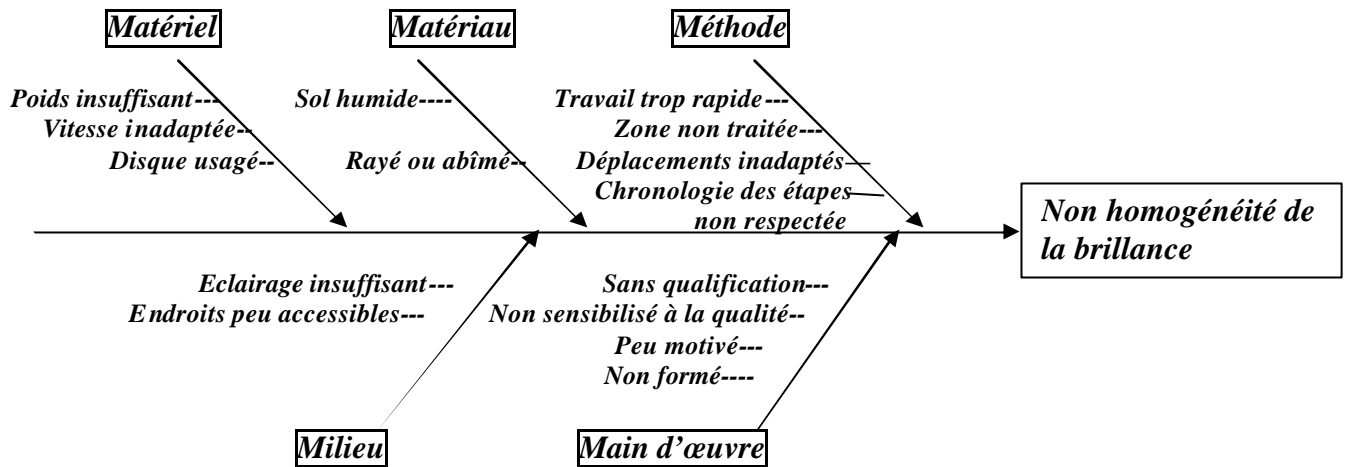 Matériel
Matériau
Méthode
Poids insuffisant---
Vitesse inadaptée--
Disque usagé--
Sol humide----
Rayé ou abîmé--
Travail trop rapide---
Zone non traitée---
Déplacements inadaptés
Chronologie des étapes
non respectée
Non homogénéité de
la brillance
Eclairage insuffisant---
Endroits peu accessibles---
Sans qualification---
Non sensibilisé à la qualité--
Peu motivé---
Non formé----
Milieu
Main d'œuvre